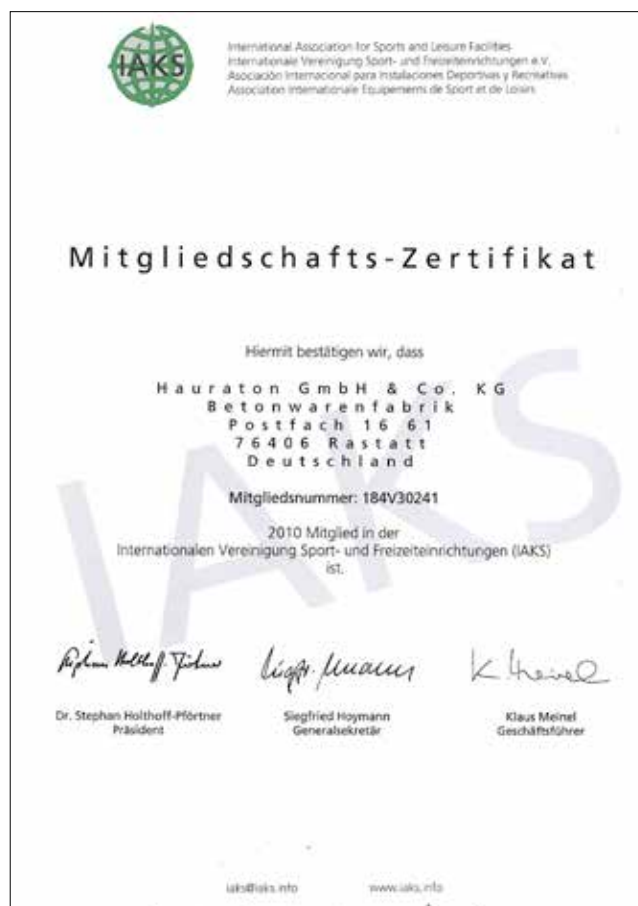 IAKS
International Association for Sports and Leisure Facilities
Internationale Vereinigung Sport- und Freizeiteinrichtungen e.V.
Asociación Internacional para Instalaciones Deportivas y Recreativas
Association Internationale Equipements de Sport et de Loisirs
Mitgliedschafts-Zertifikat
Hiermit bestätigen wir, dass
Hauraton GmbH & Co. KG
Betonwarenfabrik
Postfach 16 61
76406 Rastatt
Deutschland
Mitgliedsnummer: 184V30241
2010 Mitglied in der
Internationalen Vereinigung Sport- und Freizeiteinrichtungen (IAKS)
ist.
IAKS
Dr. Stephan Holthoff-Pförtner
Präsident
Siegfried Hoymann
Generalsekretär
K Meinel
Klaus Meinel
Geschäftsführer
iaks@iaks.info www.iaks.info